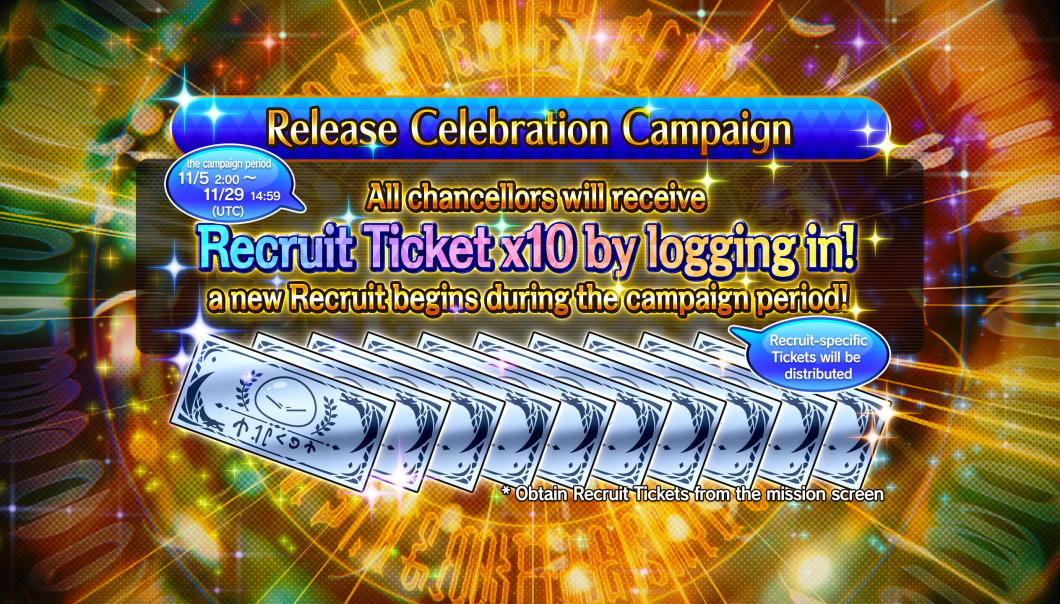 Release Celebration Campaign
the campaign period
11/5 2:00 ~
11/29 14:59
(UTC)
All chancellors will receive
Recruit Ticket x10 by logging in!
a new Recruit begins during the campaign period!
Recruit-specific
Tickets will be
distributed
* Obtain Recruit Tickets from the mission screen